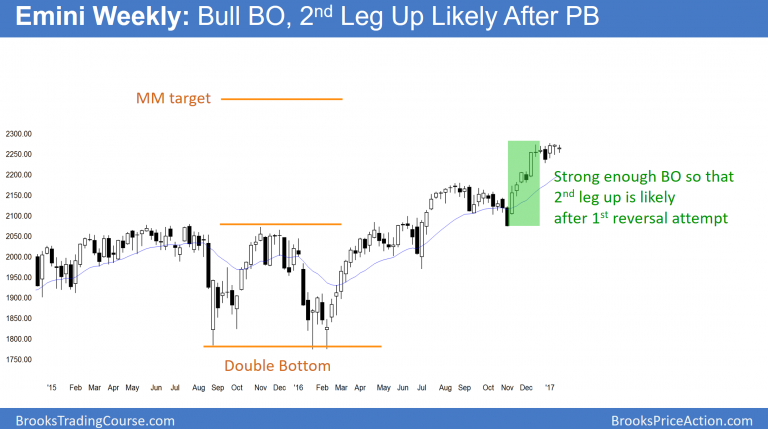 Emini Weekly: Bull BO, 2nd Leg Up Likely After PB
MM target
2300.00
2250.00
2200.00
2150.00
2100.00
2050.00
2000.00
1950.00
1900.00
1850.00
1800.00
1750.00
Strong enough BO so that
2nd leg up is likely
after 1st reversal attempt
Double Bottom
'15 Feb Mar Apr May Jun Jul Aug Sep Oct Nov '16 Feb Mar Apr May Jun Jul Aug Sep Oct Nov Dec '17
BrooksTradingCourse.com
BrooksPriceAction.com